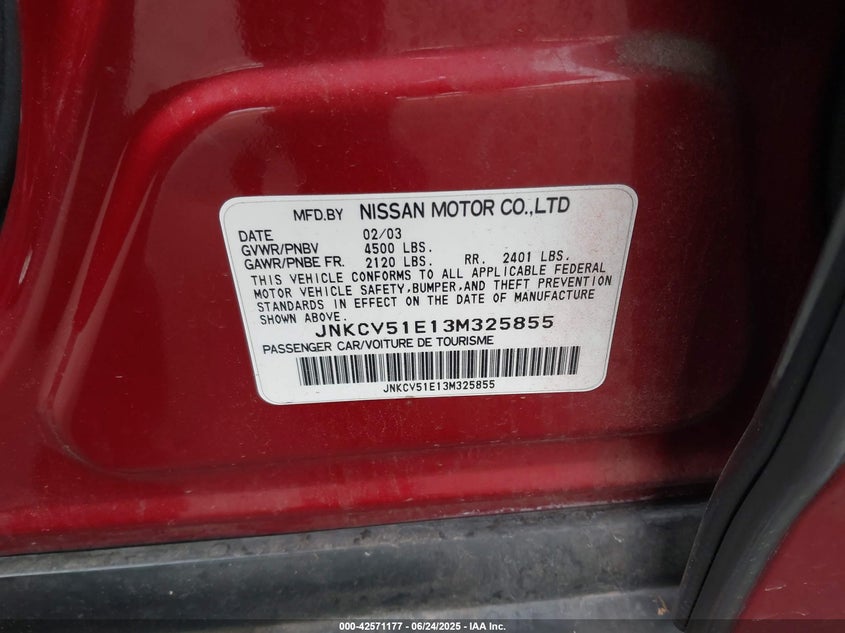 MFD.BY NISSAN MOTOR CO.,LTD
DATE 02/03
GVWR/PNBV 4500 LBS.
GAWR/PNBE FR. 2120 LBS. RR. 2401 LBS.
THIS VEHICLE CONFORMS TO ALL APPLICABLE FEDERAL
MOTOR VEHICLE SAFETY,BUMPER,AND THEFT PREVENTION
STANDARDS IN EFFECT ON THE DATE OF MANUFACTURE
SHOWN ABOVE.
JNKCV51E13M325855
PASSENGER CAR/VOITURE DE TOURISME
JNKCV51E13M325855
000-42571177 - 06/24/2025 - IAA Inc.